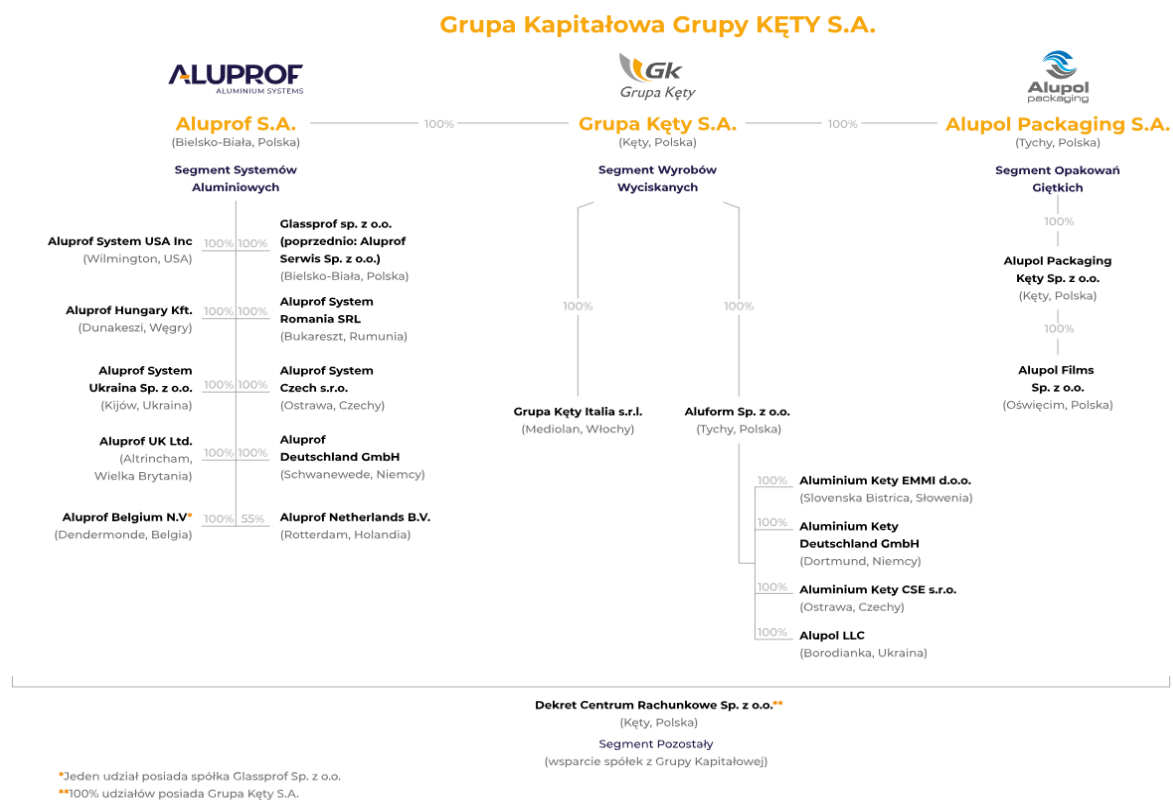 Grupa Kapitałowa Grupy KĘTY S.A.
ALUPROF
ALUMINIUM SYSTEMS
Aluprof S.A.
(Bielsko-Biała, Polska)
Segment Systemów
Aluminiowych
100%
Gk
Grupa Kęty
Grupa Kęty S.A.
(Kęty, Polska)
Segment Wyrobów
Wyciskanych
100%
Alupol
packaging
Alupol Packaging S.A.
(Tychy, Polska)
Segment Opakowań
Giętkich
Aluprof System USA Inc
(Wilmington, USA)
100% 100%
Glassprof sp. z o.o.
(poprzednio: Aluprof
Serwis Sp. z o.o.)
(Bielsko-Biała, Polska)
Aluprof Hungary Kft.
(Dunakeszi, Węgry)
100% 100%
Aluprof System
Romania SRL
(Bukareszt, Rumunia)
Aluprof System
Ukraina Sp. z o.o.
(Kijów, Ukraina)
100% 100%
Aluprof System
Czech s.r.o.
(Ostrawa, Czechy)
Aluprof UK Ltd.
(Altrincham,
Wielka Brytania)
100% 100%
Aluprof
Deutschland GmbH
(Schwanewede, Niemcy)
Aluprof Belgium N.V*
(Dendermonde, Belgia)
100% 55%
Aluprof Netherlands B.V.
(Rotterdam, Holandia)
100%
Grupa Kęty Italia s.r.l.
(Mediolan, Włochy)
100%
Aluform Sp. z o.o.
(Tychy, Polska)
100%
Aluminium Kety EMMI d.o.o.
(Slovenska Bistrica, Słowenia)
100%
Aluminium Kety
Deutschland GmbH
(Dortmund, Niemcy)
100%
Aluminium Kety CSE s.r.o.
(Ostrawa, Czechy)
100%
Alupol LLC
(Borodianka, Ukraina)
100%
Alupol Packaging
Kęty Sp. z o.o.
(Kęty, Polska)
100%
Alupol Films
Sp. z o.o.
(Oświęcim, Polska)
Dekret Centrum Rachunkowe Sp. z o.o.**
(Kęty, Polska)
Segment Pozostały
(wsparcie spółek z Grupy Kapitałowej)
*Jeden udział posiada spółka Glassprof Sp. z o.o.
**100% udziałów posiada Grupa Kęty S.A.